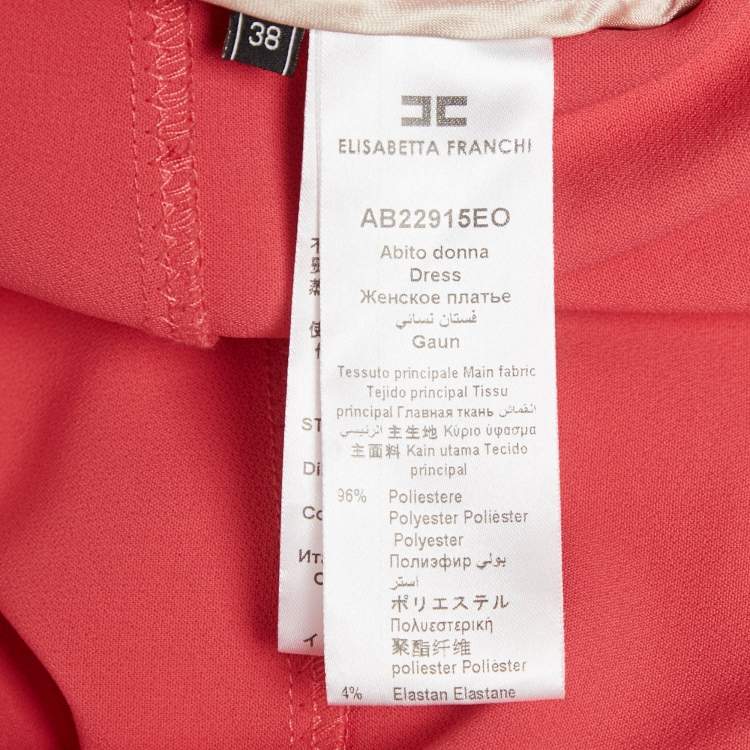 38
ELISABETTA FRANCHI
AB22915EO
Abito donna
Dress
Женское платье
فستان نسائي
Gaun
Tessuto principale Main fabric
Tejido principal Tissu
principal Главная ткань القماش
الرئيسي 主生地 Κύριο ύφασμα
主面料 Kain utama Tecido
principal
96% Poliestere
Polyester Polièster
Polyester
Полиэфир بولي
استر
ポリエステル
Πολυεστερική
聚酯纤维
poliester Poliéster
4% Elastan Elastane